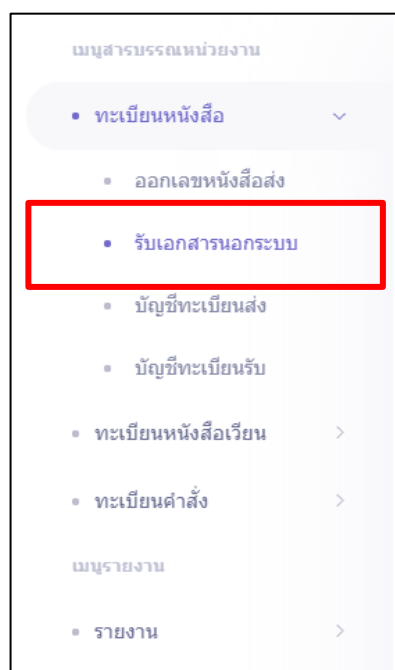 เมนูสารบรรณหน่วยงาน
ทะเบียนหนังสือ
ออกเลขหนังสือส่ง
รับเอกสารนอกระบบ
บัญชีทะเบียนส่ง
บัญชีทะเบียนรับ
ทะเบียนหนังสือเวียน
ทะเบียนคำสั่ง
เมนูรายงาน
รายงาน